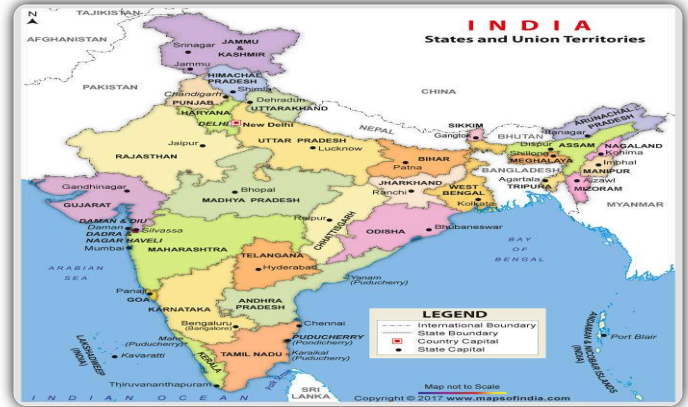 N
TAJIKISTAN
INDIA
States and Union Territories
AFGHANISTAN
Srinagar
JAMMU
&
KASHMIR
Jammu
HIMACHAL
PRADESH
Shimla
PAKISTAN
Chandigarh
PUNJAB
Dehradun
UTTARAKHAND
CHINA
HARYANA
DELHI
New Delhi
ARUNACHAL
PRADESH
SIKKIM
Gangtok
NEPAL
BHUTAN
Itanagar
Dispur
ASSAM
NAGALAND
Kohima
Shillong
MEGHALAYA
Imphal
MANIPUR
BANGLADESH
Agartala
TRIPURA
Aizawl
MIZORAM
MYANMAR
Jaipur
RAJASTHAN
UTTAR PRADESH
Lucknow
BIHAR
Patna
JHARKHAND
Ranchi
WEST
BENGAL
Kolkata
Gandhinagar
GUJARAT
Bhopal
MADHYA PRADESH
Raipur
CHHATTISGARH
ODISHA
Bhubaneswar
DAMAN & DIU
Daman
Silvassa
DADRA
NAGAR HAVELI
Mumbai
MAHARASHTRA
TELANGANA
Hyderabad
ARABIAN
SEA
BAY
OF
BENGAL
Yanam
(Puducherry)
Panaji
GOA
KARNATAKA
ANDHRA
PRADESH
Bengaluru
(Bangalore)
Chennai
Mahe
(Puducherry)
PUDUCHERRY
(Pondicherry)
Karaikal
(Puducherry)
LAKSHADWEEP
(INDIA)
Kavaratti
KERALA
TAMIL NADU
Thiruvananthapuram
SRI
LANKA
INDIAN OCEAN
LEGEND
International Boundary
State Boundary
Country Capital
State Capital
ANDAMAN & NICOBAR ISLANDS
(INDIA)
Port Blair
Map not to Scale
Copyright © 2017 www.mapsofindia.com